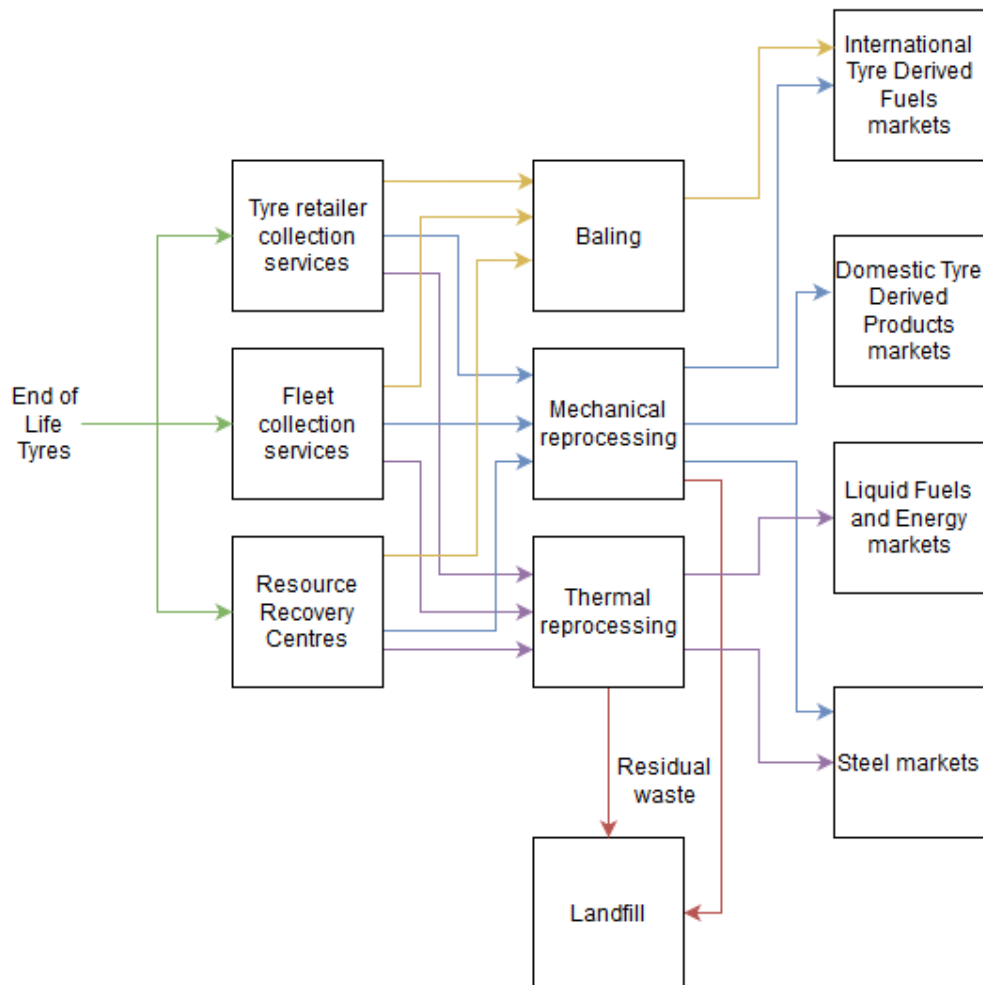 End of
Life
Tyres
Tyre retailer
collection
services
Fleet
collection
services
Resource
Recovery
Centres
Baling
Mechanical
reprocessing
Thermal
reprocessing
Residual
waste
Landfill
International
Tyre Derived
Fuels
markets
Domestic Tyre
Derived
Products
markets
Liquid Fuels
and Energy
markets
Steel markets